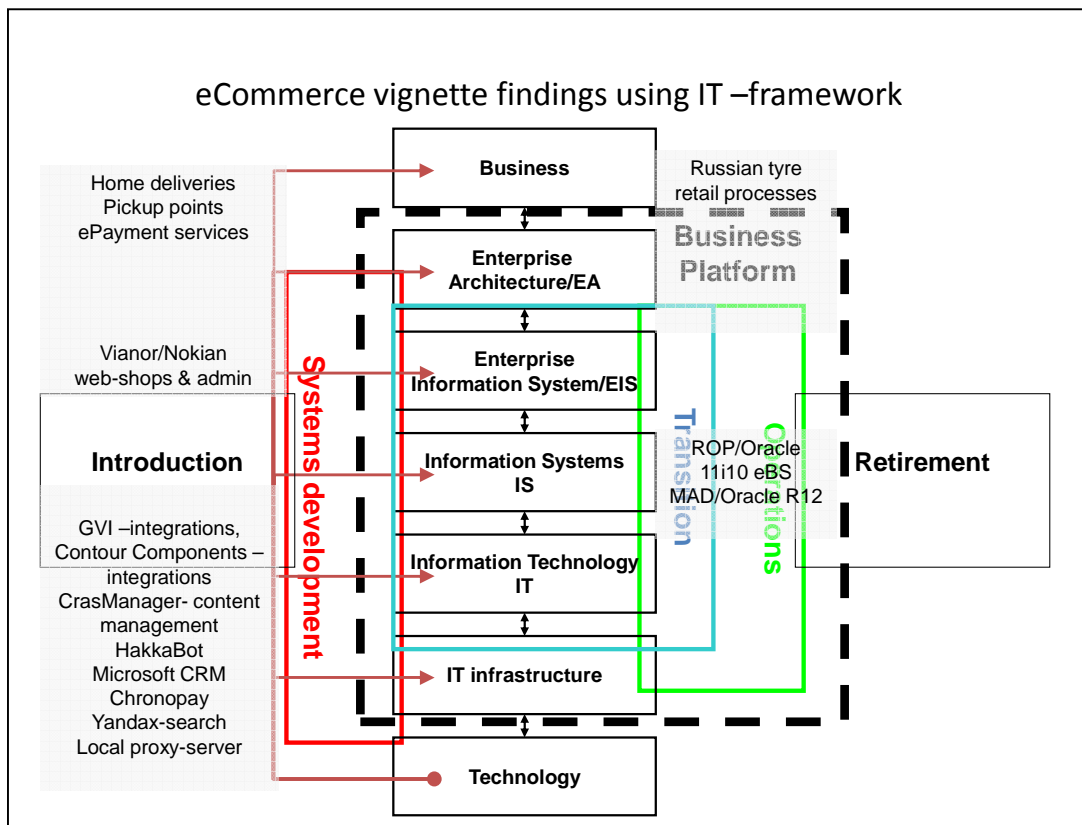 eCommerce vignette findings using IT –framework
Home deliveries
Pickup points
ePayment services
Vianor/Nokian
web-shops & admin
Introduction
GVI –integrations,
Contour Components –
integrations
CrasManager- content
management
HakkaBot
Microsoft CRM
Chronopay
Yandax-search
Local proxy-server
Systems development
Business
Enterprise
Architecture/EA
Enterprise
Information System/EIS
Information Systems
IS
Information Technology
IT
IT infrastructure
Technology
Russian tyre
retail processes
Business
Platform
Transition
Operations
ROP/Oracle
11i10 eBS
MAD/Oracle R12
Retirement